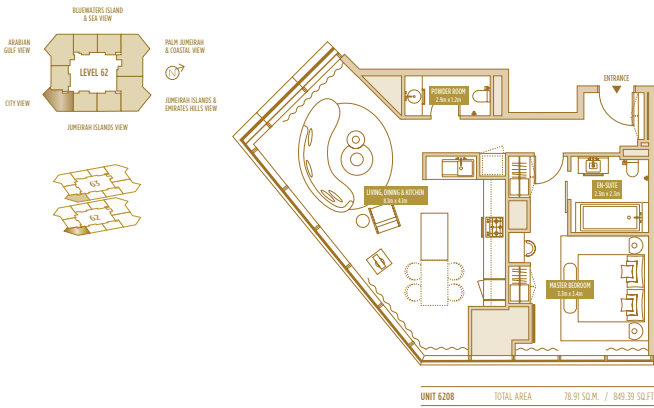 BLUEWATERS ISLAND
& SEA VIEW
ARABIAN
GULF VIEW
PALM JUMEIRAH
& COASTAL VIEW
LEVEL 62
N
CITY VIEW
JUMEIRAH ISLANDS &
EMIRATES HILLS VIEW
JUMEIRAH ISLANDS VIEW
63
62
ENTRANCE
POWDER ROOM
2.9m x 1.2m
LIVING, DINING & KITCHEN
8.0m x 4.1m
EN-SUITE
2.3m x 2.3m
MASTER BEDROOM
3.7m x 3.4m
UNIT 6208 TOTAL AREA 78.91 SQ.M. / 849.39 SQ.FT